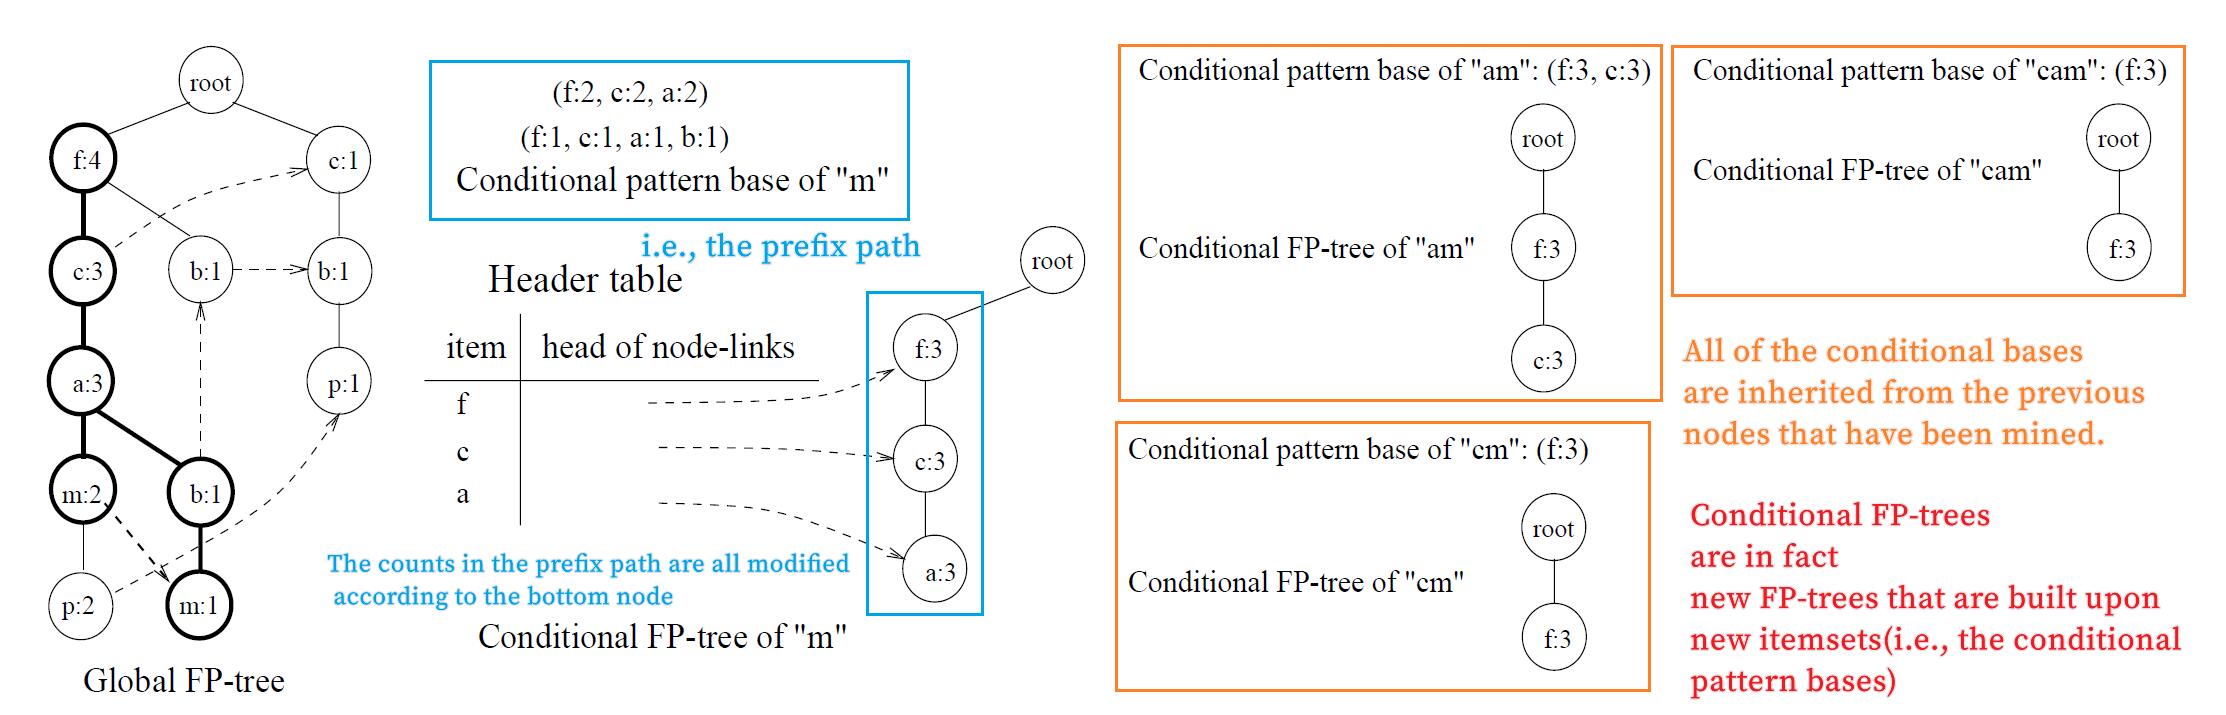 root
f:4
c:1
c:3
b:1
b:1
a:3
p:1
m:2
b:1
p:2
m:1
Global FP-tree
(f:2, c:2, a:2)
(f:1, c:1, a:1, b:1)
Conditional pattern base of "m"
i.e., the prefix path
Header table
item head of node-links
f
c
a
root
f:3
c:3
a:3
The counts in the prefix path are all modified
according to the bottom node
Conditional FP-tree of "m"
Conditional pattern base of "am": (f:3, c:3)
root
Conditional FP-tree of "am"
f:3
c:3
Conditional pattern base of "cam": (f:3)
root
Conditional FP-tree of "cam"
f:3
Conditional pattern base of "cm": (f:3)
root
Conditional FP-tree of "cm"
f:3
All of the conditional bases
are inherited from the previous
nodes that have been mined.
Conditional FP-trees
are in fact
new FP-trees that are built upon
new itemsets(i.e., the conditional
pattern bases)